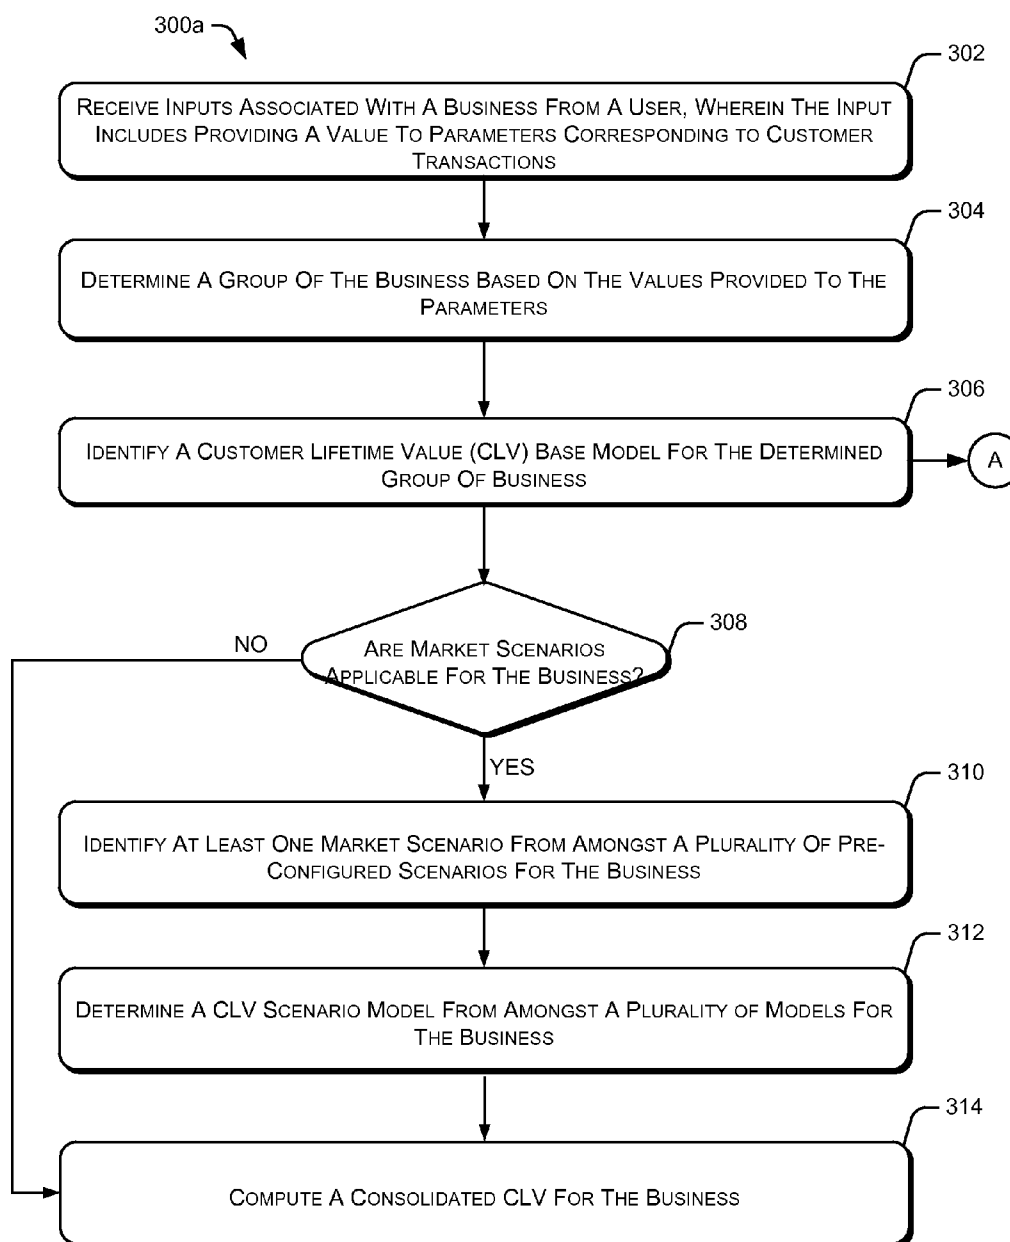 300a
302
RECEIVE INPUTS ASSOCIATED WITH A BUSINESS FROM A USER, WHEREIN THE INPUT
INCLUDES PROVIDING A VALUE TO PARAMETERS CORRESPONDING TO CUSTOMER
TRANSACTIONS
304
DETERMINE A GROUP OF THE BUSINESS BASED ON THE VALUES PROVIDED TO THE
PARAMETERS
306
IDENTIFY A CUSTOMER LIFETIME VALUE (CLV) BASE MODEL FOR THE DETERMINED
GROUP OF BUSINESS
A
308
NO
ARE MARKET SCENARIOS
APPLICABLE FOR THE BUSINESS?
YES
310
IDENTIFY AT LEAST ONE MARKET SCENARIO FROM AMONGST A PLURALITY OF PRE-
CONFIGURED SCENARIOS FOR THE BUSINESS
312
DETERMINE A CLV SCENARIO MODEL FROM AMONGST A PLURALITY OF MODELS FOR
THE BUSINESS
314
COMPUTE A CONSOLIDATED CLV FOR THE BUSINESS